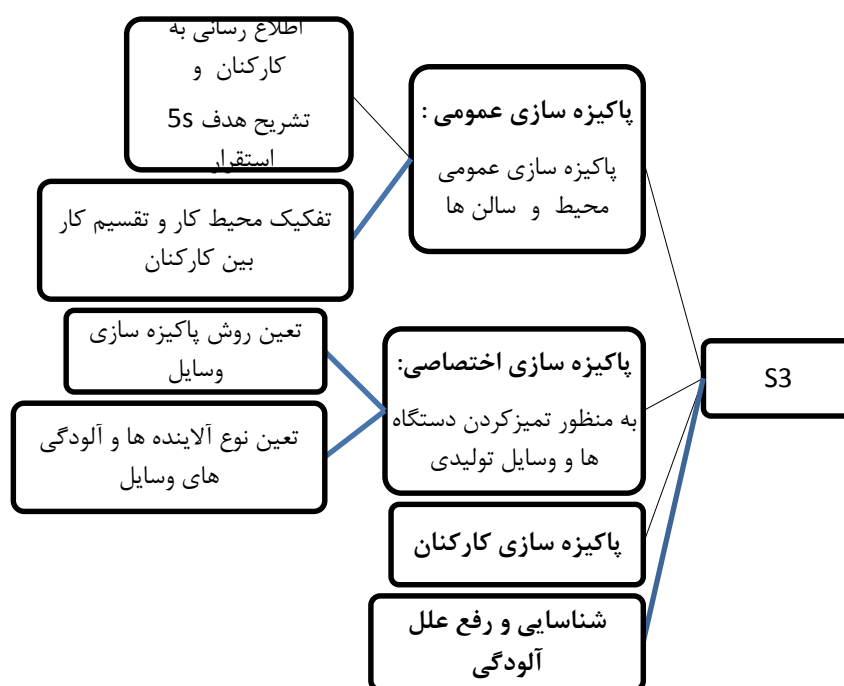 S3
پاکیزه سازی عمومی :
پاکیزه سازی عمومی
محیط و سالن ها
اطلاع رسانی به
کارکنان و
تشریح هدف 5s
استقرار
تفکیک محیط کار و تقسیم کار
بین کارکنان
پاکیزه سازی اختصاصی:
به منظور تمیزکردن دستگاه
ها و وسایل تولیدی
تعین روش پاکیزه سازی
وسایل
تعین نوع آلاینده ها و آلودگی
های وسایل
پاکیزه سازی کارکنان
شناسایی و رفع علل
آلودگی